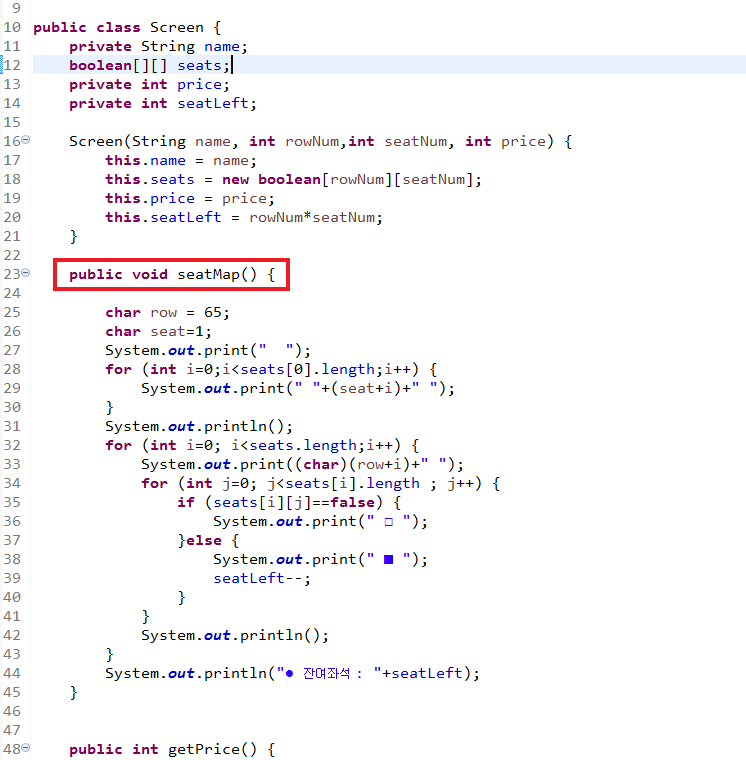 9
10 public class Screen {
11     private String name;
12     boolean[][] seats;
13     private int price;
14     private int seatLeft;
15
16     Screen(String name, int rowNum,int seatNum, int price) {
17         this.name = name;
18         this.seats = new boolean[rowNum][seatNum];
19         this.price = price;
20         this.seatLeft = rowNum*seatNum;
21     }
22
23     public void seatMap() {
24
25         char row = 65;
26         char seat=1;
27         System.out.print("  ");
28         for (int i=0;i<seats[0].length;i++) {
29             System.out.print(" "+(seat+i)+" ");
30         }
31         System.out.println();
32         for (int i=0; i<seats.length;i++) {
33             System.out.print((char)(row+i)+" ");
34             for (int j=0; j<seats[i].length ; j++) {
35                 if (seats[i][j]==false) {
36                     System.out.print(" □ ");
37                 }else {
38                     System.out.print(" ■ ");
39                     seatLeft--;
40                 }
41             }
42             System.out.println();
43         }
44         System.out.println("● 잔여좌석 : "+seatLeft);
45     }
46
47
48     public int getPrice() {